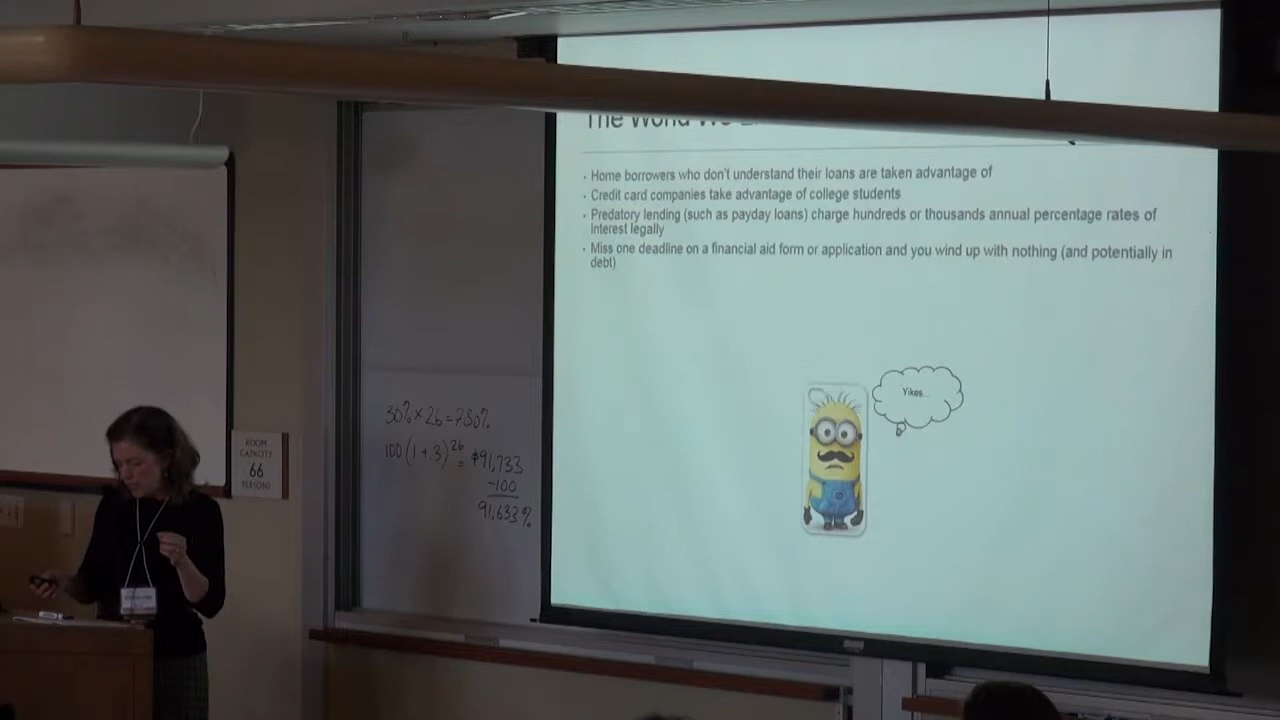 The World We
• Home borrowers who don't understand their loans are taken advantage of
• Credit card companies take advantage of college students
• Predatory lending (such as payday loans) charge hundreds or thousands annual percentage rates of
interest legally
• Miss one deadline on a financial aid form or application and you wind up with nothing (and potentially in
debt)
Yikes...
30% × 26 = 780%
100(1+.3)^26 = $91,733
-100
91,633%
ROOM
CAPACITY
66
PERSONS